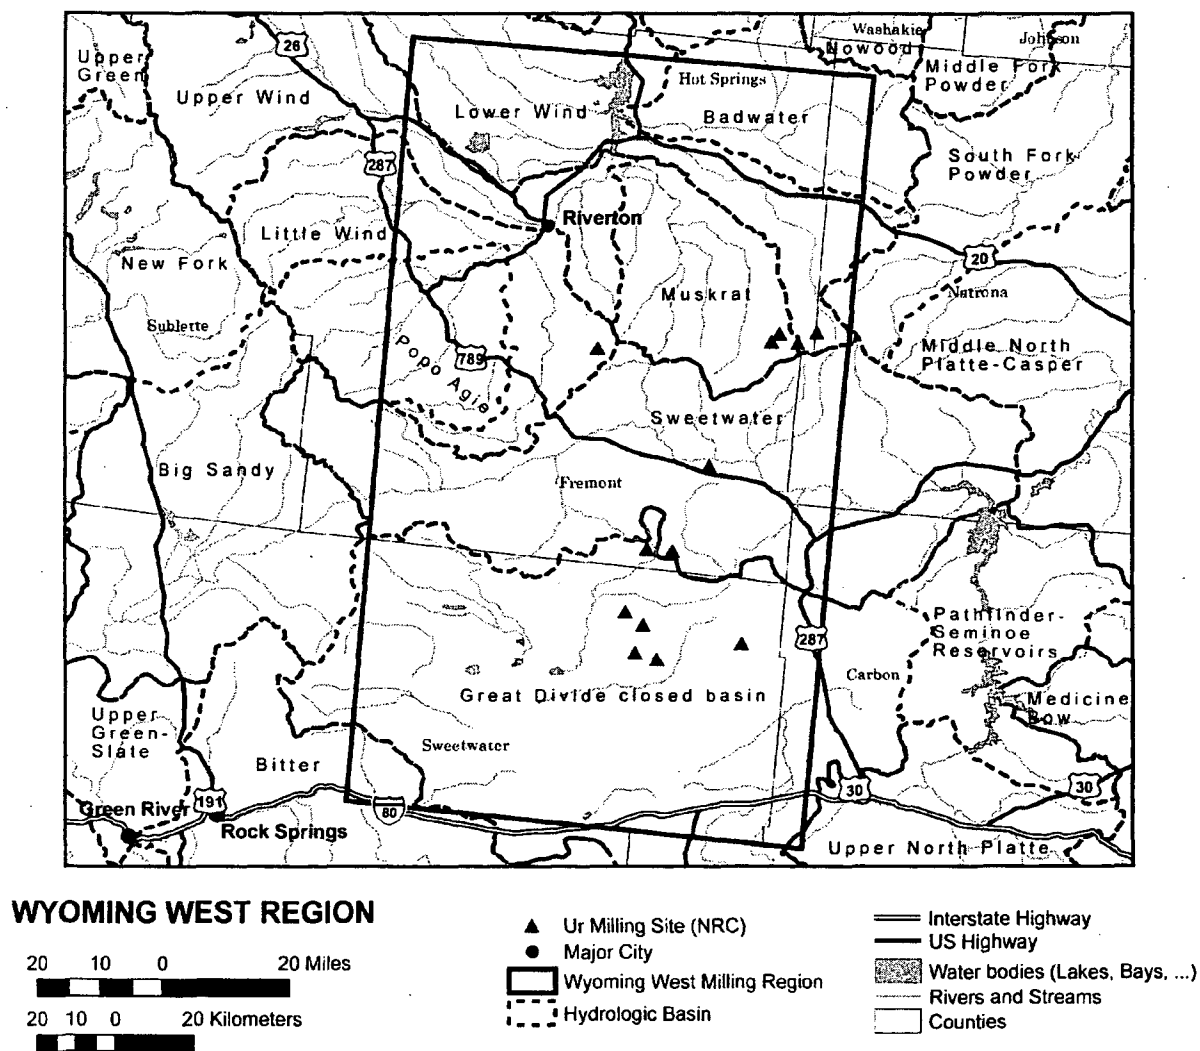 Washakie
Nowood
Johnson
28
Upper
Green
Upper Wind
Hot Springs
Middle Fork
Powder
Lower Wind
Badwater
287
South Fork
Powder
Riverton
Little Wind
New Fork
20
Muskrat
Natrona
Sublette
Popo Agie
789
Middle North
Platte-Casper
Sweetwater
Big Sandy
Fremont
Pathfinder-
Seminoe
Reservoirs
287
Carbon
Great Divide closed basin
Medicine
Bow
Upper
Green-
Slate
Sweetwater
Bitter
30
30
Green River
191
80
Rock Springs
Upper North Platte
WYOMING WEST REGION
20 10 0 20 Miles
20 10 0 20 Kilometers
Ur Milling Site (NRC)
Major City
Wyoming West Milling Region
Hydrologic Basin
Interstate Highway
US Highway
Water bodies (Lakes, Bays, ...)
Rivers and Streams
Counties